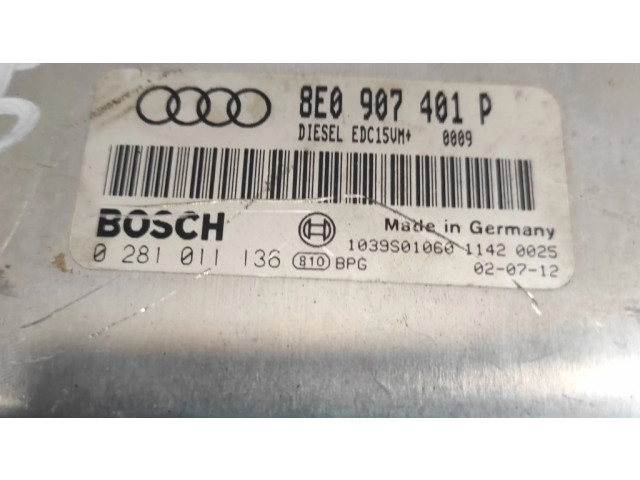 8E0 907 401 P
DIESEL EDC15VM+ 0009
BOSCH
Made in Germany
0 281 011 136
810 BPG
1039S01060 1142 0025
02-07-12